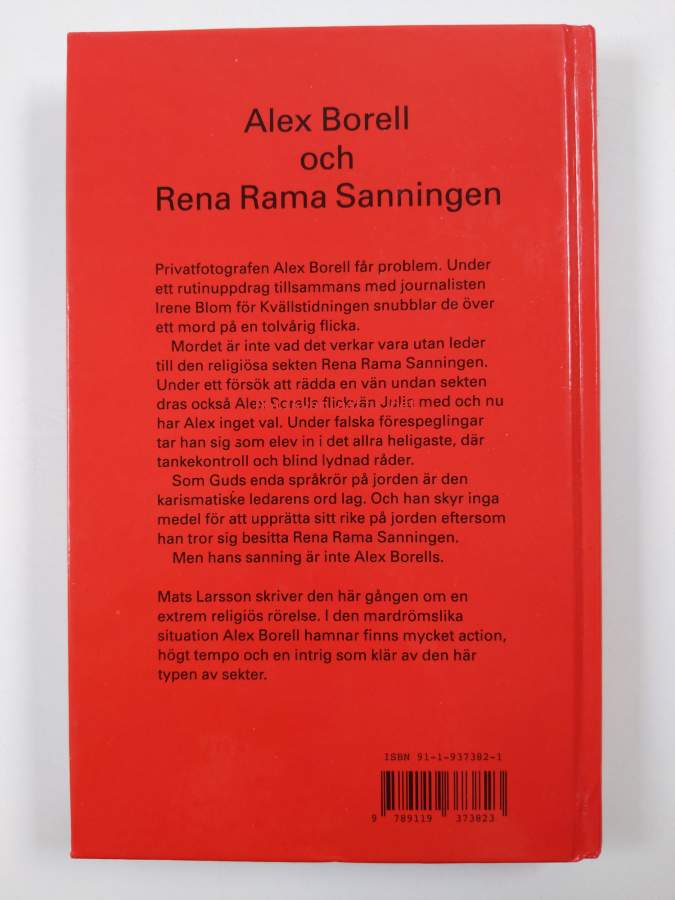 Alex Borell
och
Rena Rama Sanningen
Privatfotografen Alex Borell får problem. Under
ett rutinuppdrag tillsammans med journalisten
Irene Blom för Kvällstidningen snubblar de över
ett mord på en tolvårig flicka.
Mordet är inte vad det verkar vara utan leder
till den religiösa sekten Rena Rama Sanningen.
Under ett försök att rädda en vän undan sekten
dras också Alex Borells flickvän Julia med och nu
har Alex inget val. Under falska förespeglingar
tar han sig som elev in i det allra heligaste, där
tankekontroll och blind lydnad råder.
Som Guds enda språkrör på jorden är den
karismatiske ledarens ord lag. Och han skyr inga
medel för att upprätta sitt rike på jorden eftersom
han tror sig besitta Rena Rama Sanningen.
Men hans sanning är inte Alex Borells.
Mats Larsson skriver den här gången om en
extrem religiös rörelse. I den mardrömslika
situation Alex Borell hamnar finns mycket action,
högt tempo och en intrig som klär av den här
typen av sekter.
ISBN 91-1-937382-1
9 789119 373823